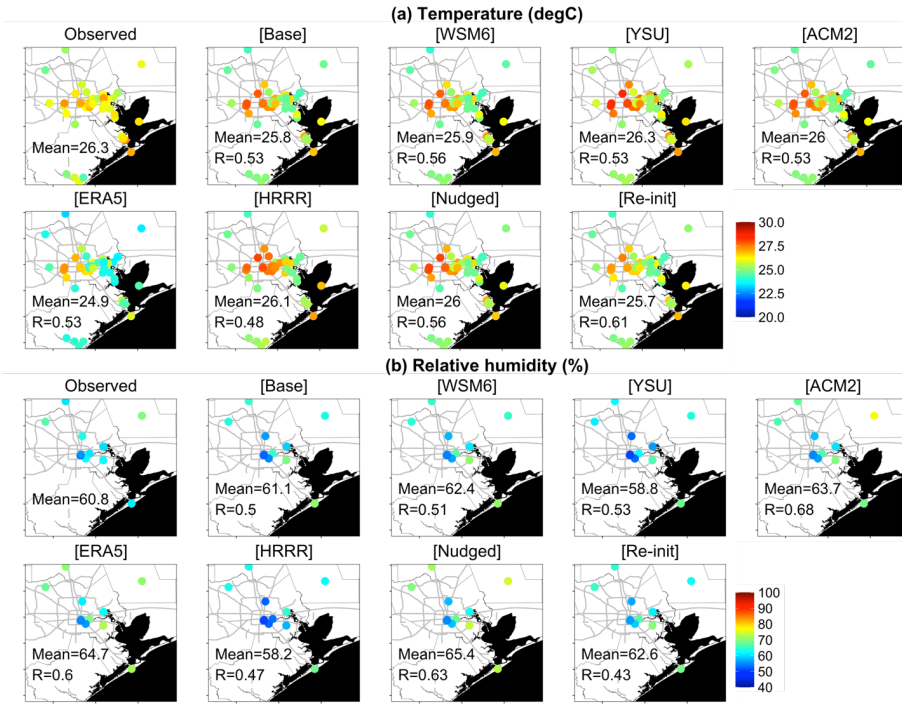 (a) Temperature (degC)
Observed [Base] [WSM6] [YSU] [ACM2]
Mean=26.3
Mean=25.8
R=0.53
Mean=25.9
R=0.56
Mean=26.3
R=0.53
Mean=26
R=0.53
[ERA5] [HRRR] [Nudged] [Re-init]
Mean=24.9
R=0.53
Mean=26.1
R=0.48
Mean=26
R=0.56
Mean=25.7
R=0.61
30.0
27.5
25.0
22.5
20.0
(b) Relative humidity (%)
Observed [Base] [WSM6] [YSU] [ACM2]
Mean=60.8
Mean=61.1
R=0.5
Mean=62.4
R=0.51
Mean=58.8
R=0.53
Mean=63.7
R=0.68
[ERA5] [HRRR] [Nudged] [Re-init]
Mean=64.7
R=0.6
Mean=58.2
R=0.47
Mean=65.4
R=0.63
Mean=62.6
R=0.43
100
90
80
70
60
50
40